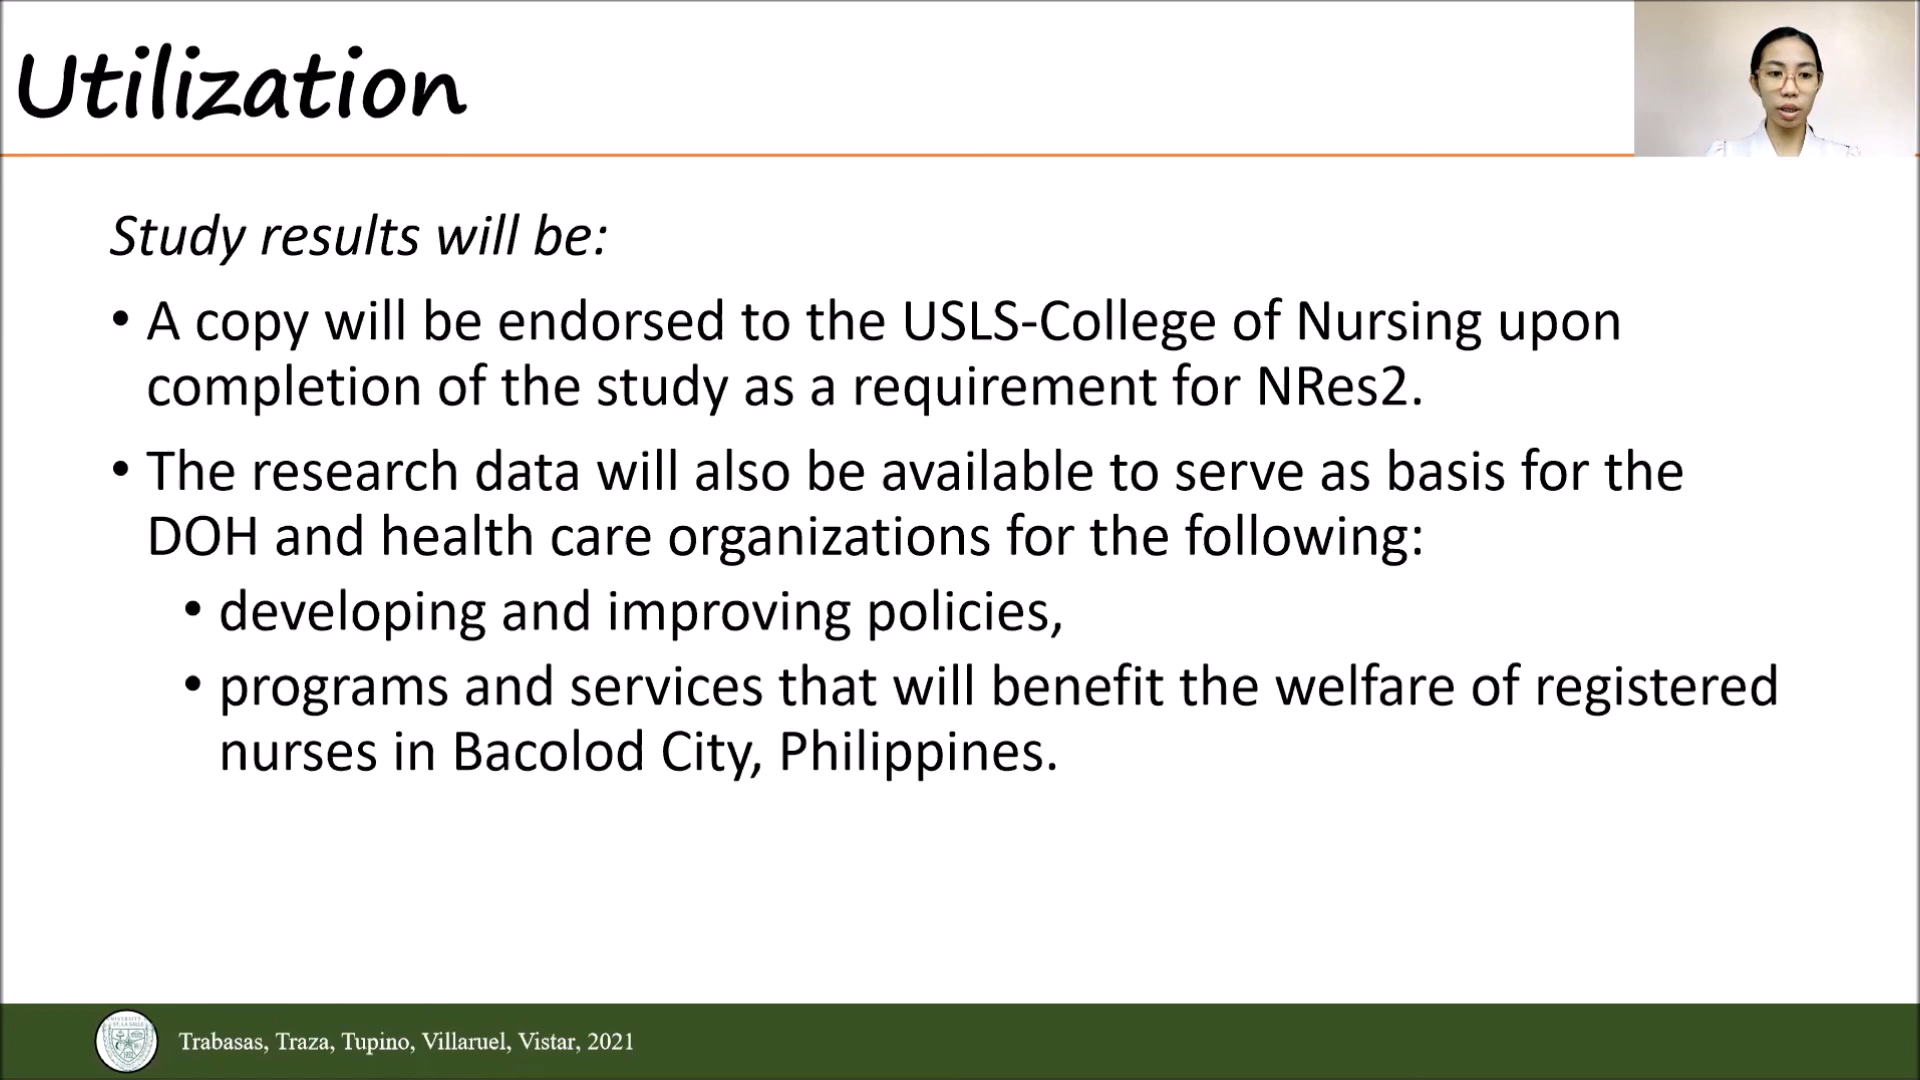 Utilization
Study results will be:
• A copy will be endorsed to the USLS-College of Nursing upon
completion of the study as a requirement for NRes2.
• The research data will also be available to serve as basis for the
DOH and health care organizations for the following:
• developing and improving policies,
• programs and services that will benefit the welfare of registered
nurses in Bacolod City, Philippines.
Trabasas, Traza, Tupino, Villaruel, Vistar, 2021